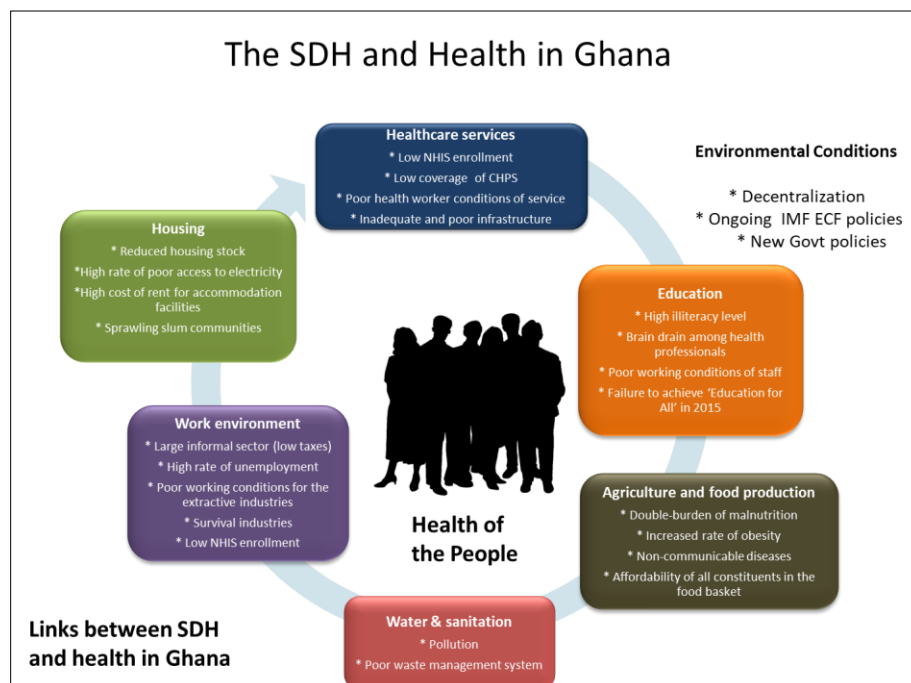 The SDH and Health in Ghana
Healthcare services
* Low NHIS enrollment
* Low coverage of CHPS
* Poor health worker conditions of service
* Inadequate and poor infrastructure
Environmental Conditions
* Decentralization
* Ongoing IMF ECF policies
* New Govt policies
Housing
* Reduced housing stock
*High rate of poor access to electricity
*High cost of rent for accommodation
facilities
* Sprawling slum communities
Education
* High illiteracy level
* Brain drain among health
professionals
* Poor working conditions of staff
* Failure to achieve ‘Education for
All’ in 2015
Work environment
* Large informal sector (low taxes)
* High rate of unemployment
* Poor working conditions for the
extractive industries
* Survival industries
* Low NHIS enrollment
Health of
the People
Agriculture and food production
* Double-burden of malnutrition
* Increased rate of obesity
* Non-communicable diseases
* Affordability of all constituents in the
food basket
Water & sanitation
* Pollution
* Poor waste management system
Links between SDH
and health in Ghana